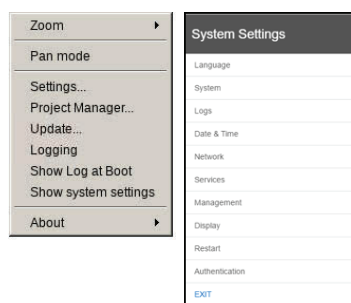 Zoom
Pan mode
Settings...
Project Manager...
Update...
Logging
Show Log at Boot
Show system settings
About
System Settings
Language
System
Logs
Date & Time
Network
Services
Management
Display
Restart
Authentication
EXIT